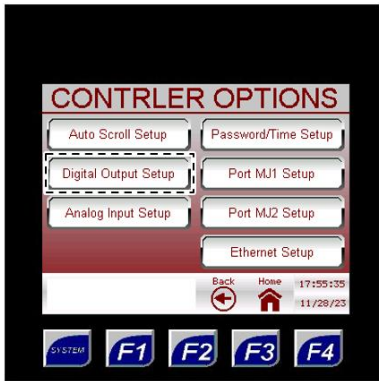 CONTRLER OPTIONS
Auto Scroll Setup
Password/Time Setup
Digital Output Setup
Port MJ1 Setup
Analog Input Setup
Port MJ2 Setup
Ethernet Setup
Back
Home
17:55:35
11/28/23
SYSTEM
F1
F2
F3
F4